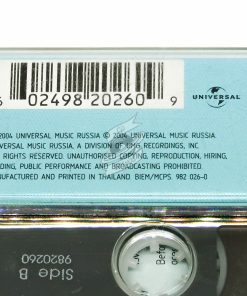 6 02498 20260 9
UNIVERSAL
2004 UNIVERSAL MUSIC RUSSIA © 2004 UNIVERSAL MUSIC RUSSIA.
UNIVERSAL MUSIC RUSSIA, A DIVISION OF UMG RECORDINGS, INC.
RIGHTS RESERVED. UNAUTHORISED COPYING, REPRODUCTION, HIRING,
DING, PUBLIC PERFORMANCE AND BROADCASTING PROHIBITED.
UFACTURED AND PRINTED IN THAILAND. BIEM/MCPS. 982 026-0
Side B
9820260